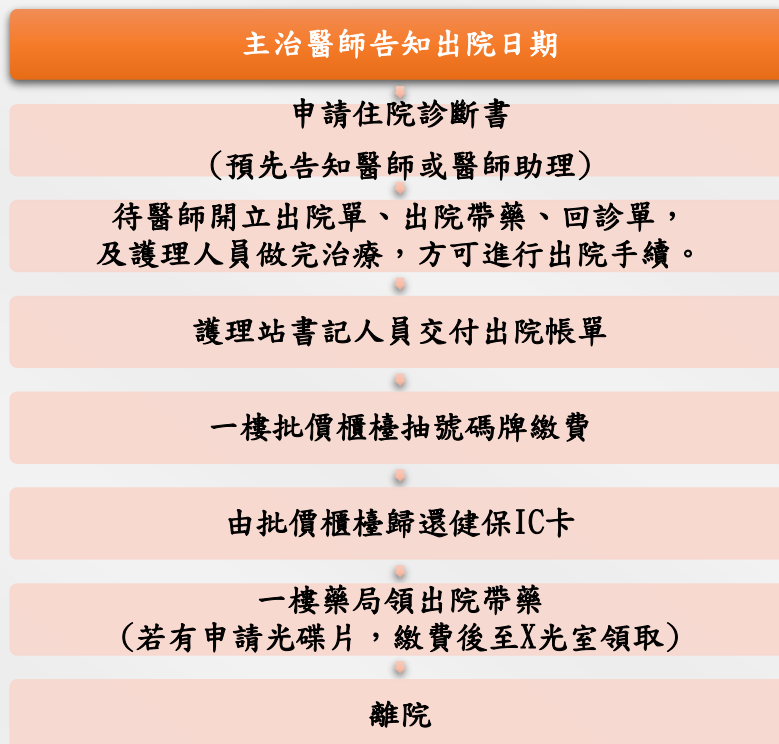 主治醫師告知出院日期
申請住院診斷書
(預先告知醫師或醫師助理)
待醫師開立出院單、出院帶藥、回診單，
及護理人員做完治療，方可進行出院手續。
護理站書記人員交付出院帳單
一樓批價櫃檯抽號碼牌繳費
由批價櫃檯歸還健保IC卡
一樓藥局領出院帶藥
(若有申請光碟片，繳費後至X光室領取)
離院